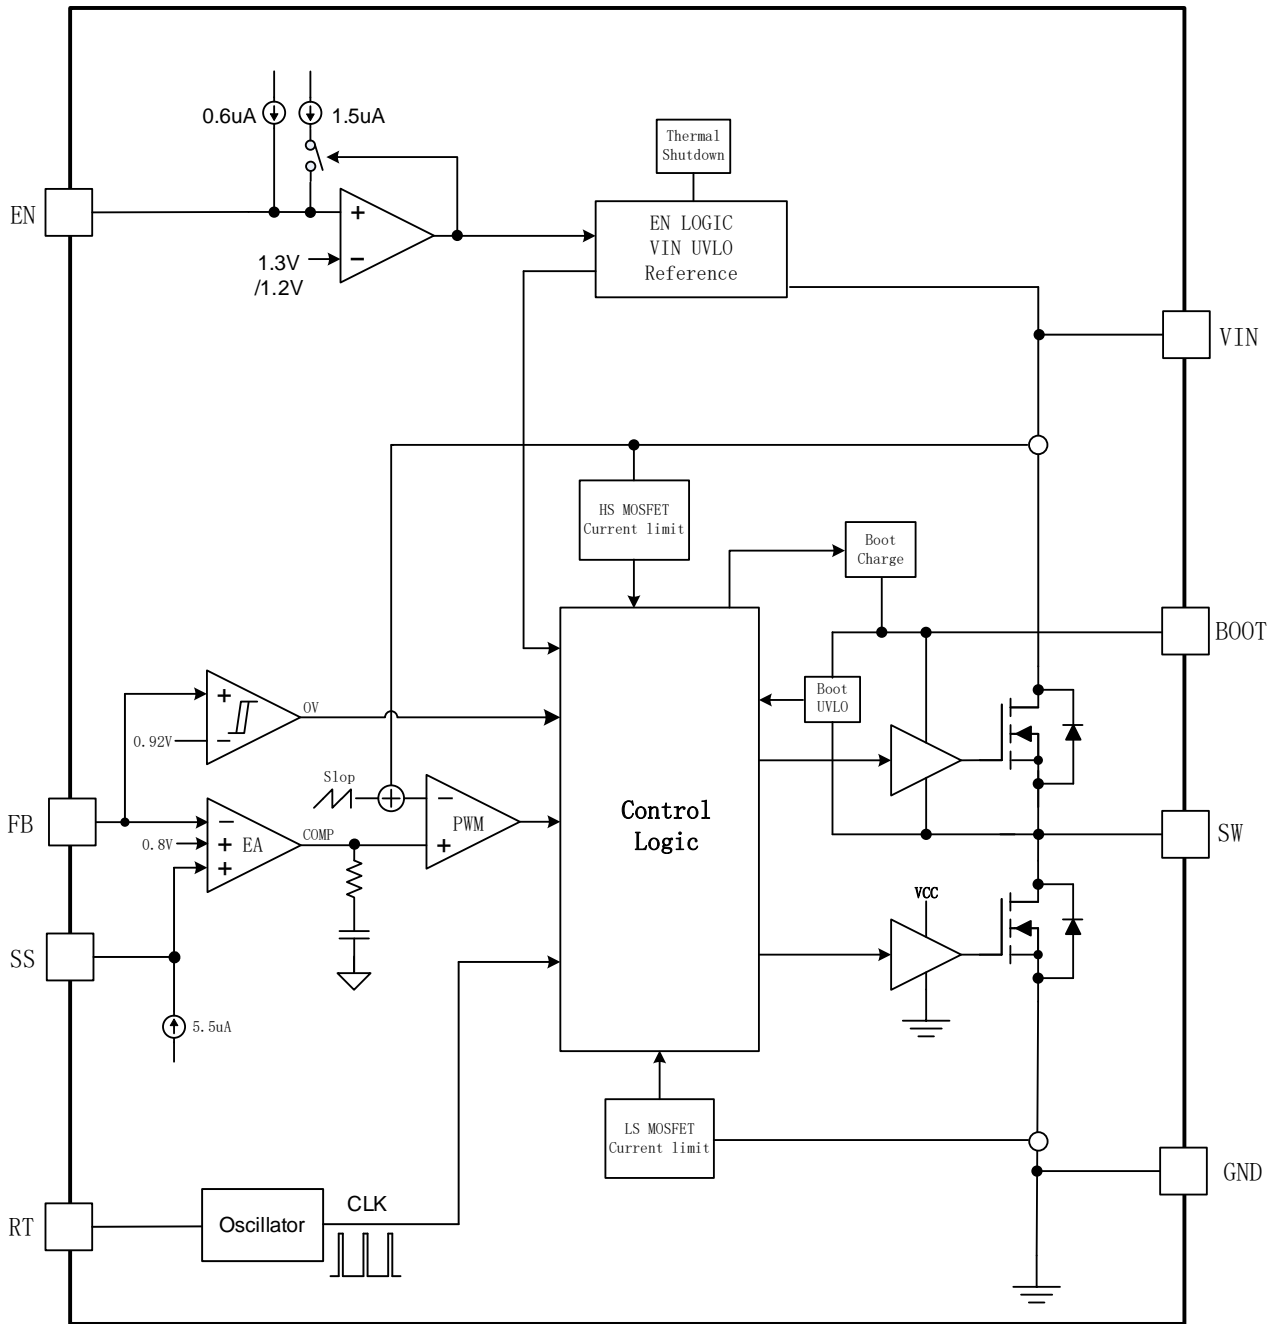 0.6uA
1.5uA
Thermal
Shutdown
EN
+
−
EN LOGIC
VIN UVLO
Reference
1.3V
/1.2V
VIN
HS MOSFET
Current limit
Boot
Charge
BOOT
Boot
UVLO
+
−
OV
0.92V
Slop
FB
−
+
+
EA
0.8V
COMP
−
+
PWM
Control
Logic
SW
VCC
SS
5.5uA
LS MOSFET
Current limit
GND
RT
Oscillator
CLK